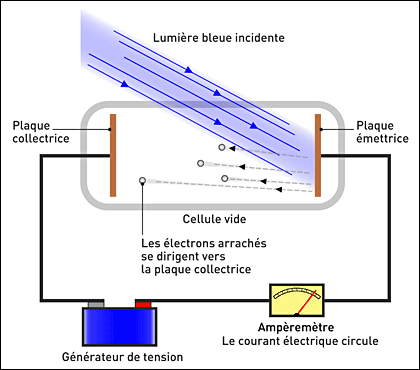 Lumière bleue incidente
Plaque
collectrice
Plaque
émettrice
Cellule vide
Les électrons arrachés
se dirigent vers
la plaque collectrice
Générateur de tension
Ampèremètre
Le courant électrique circule